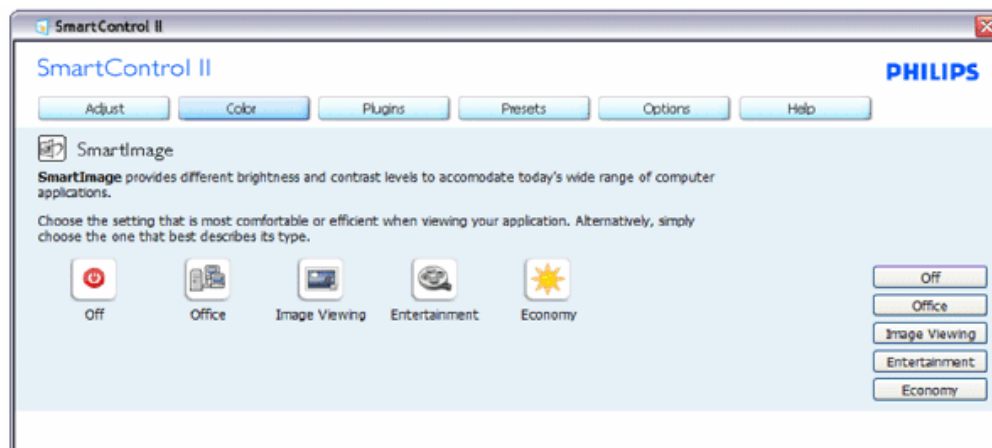 SmartControl II
SmartControl II
PHILIPS
Adjust Color Plugins Presets Options Help
SmartImage
SmartImage provides different brightness and contrast levels to accomodate today's wide range of computer
applications.
Choose the setting that is most comfortable or efficient when viewing your application. Alternatively, simply
choose the one that best describes its type.
Off Office Image Viewing Entertainment Economy
Off
Office
Image Viewing
Entertainment
Economy